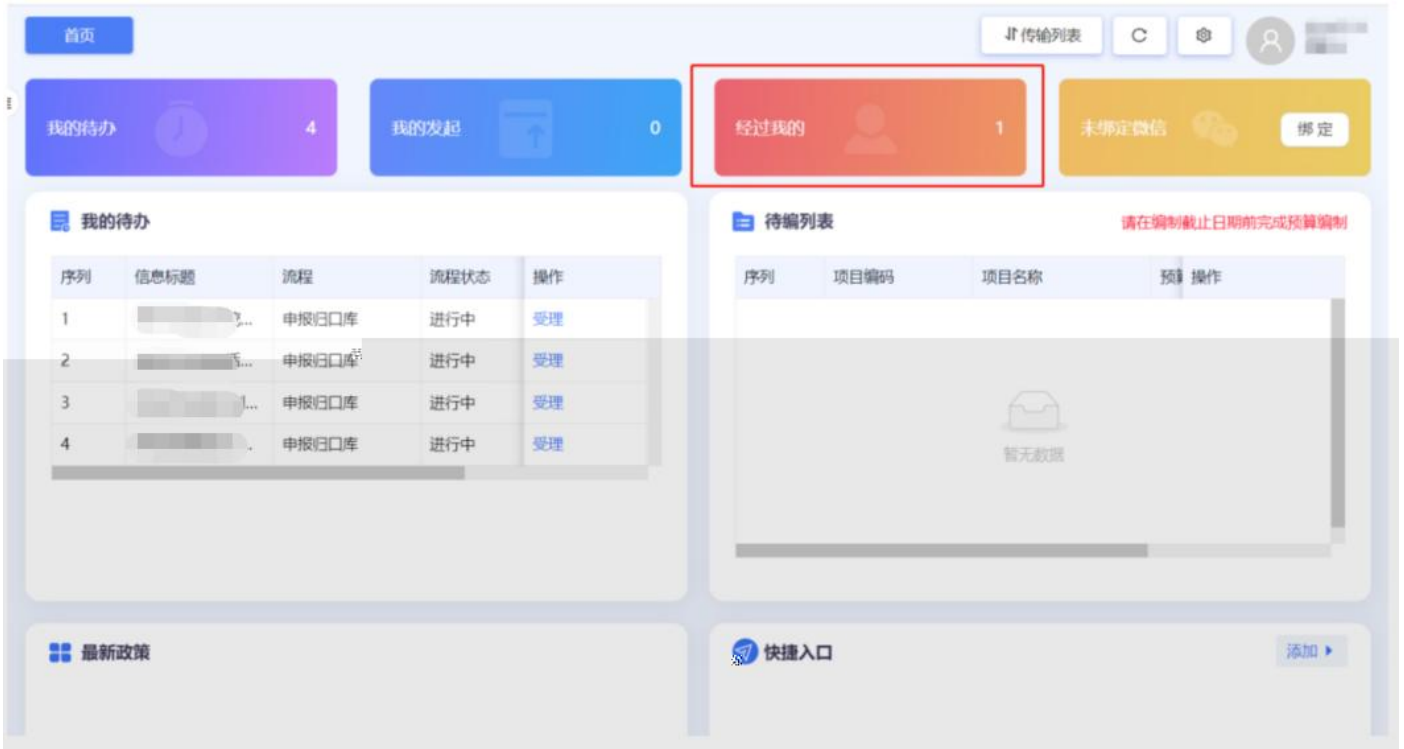 首页
传输列表
我的待办 4
我的发起 0
经过我的 1
未绑定微信 绑定
我的待办
序列 信息标题 流程 流程状态 操作
1 ... 申报归口库 进行中 受理
2 ... 申报归口库 进行中 受理
3 ... 申报归口库 进行中 受理
4 . 申报归口库 进行中 受理
待编列表 请在编制截止日期前完成预算编制
序列 项目编码 项目名称 预 操作
暂无数据
最新政策
快捷入口 添加